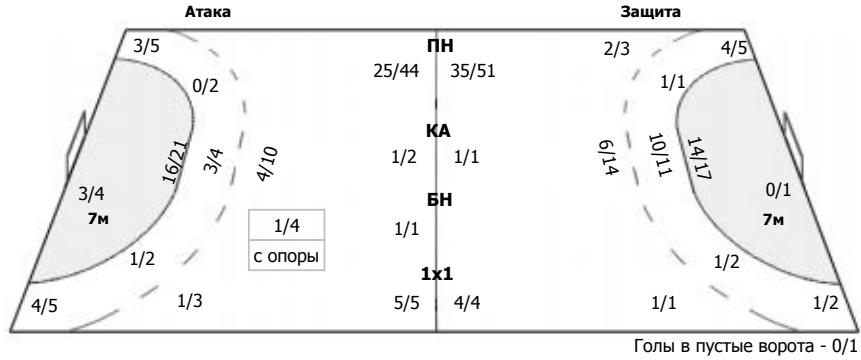 Атака Защита
3/5 ПН 2/3 4/5
0/2 25/44 35/51 1/1
16/21 3/4 4/10 КА 6/14 10/11 14/17
1/2 1/1
3/4 БН 0/1
7м 1/4 1/1 7м
с опоры
1/2 1x1 1/2
4/5 1/3 5/5 4/4 1/1 1/2
Голы в пустые ворота - 0/1